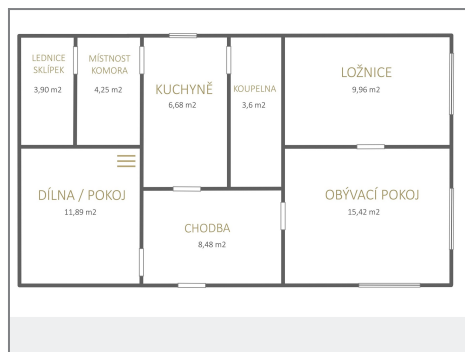 LEDNICE
SKLÍPEK
3,90 m2
MÍSTNOST
KOMORA
4,25 m2
KUCHYNĚ
6,68 m2
KOUPELNA
3,6 m2
LOŽNICE
9,96 m2
DÍLNA / POKOJ
11,89 m2
CHODBA
8,48 m2
OBÝVACÍ POKOJ
15,42 m2